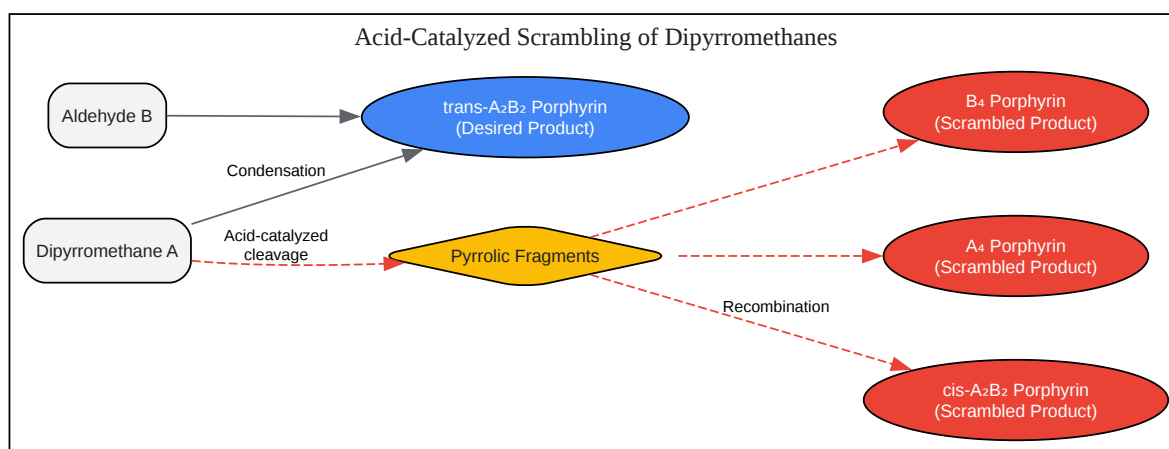 Acid-Catalyzed Scrambling of Dipyrromethanes
Aldehyde B
trans-A₂B₂ Porphyrin
(Desired Product)
B₄ Porphyrin
(Scrambled Product)
Condensation
Dipyrromethane A
Acid-catalyzed
cleavage
Pyrrolic Fragments
A₄ Porphyrin
(Scrambled Product)
Recombination
cis-A₂B₂ Porphyrin
(Scrambled Product)